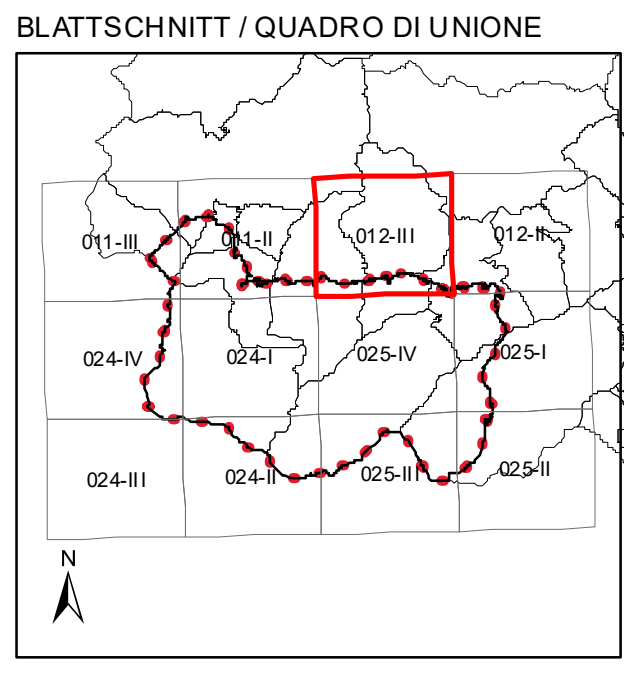 BLATTSCHNITT / QUADRO DI UNIONE
011-III 011-II 012-III 012-II
024-IV 024-I 025-IV 025-I
024-III 024-II 025-III 025-II
N